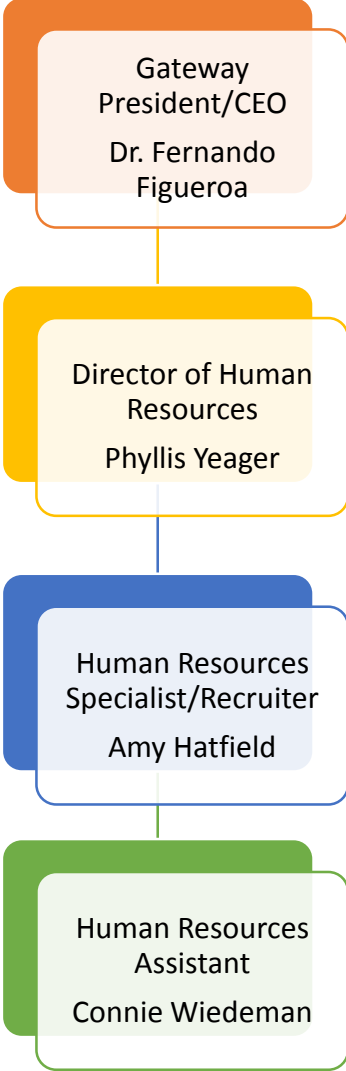 Gateway
President/CEO
Dr. Fernando
Figueroa
Director of Human
Resources
Phyllis Yeager
Human Resources
Specialist/Recruiter
Amy Hatfield
Human Resources
Assistant
Connie Wiedeman